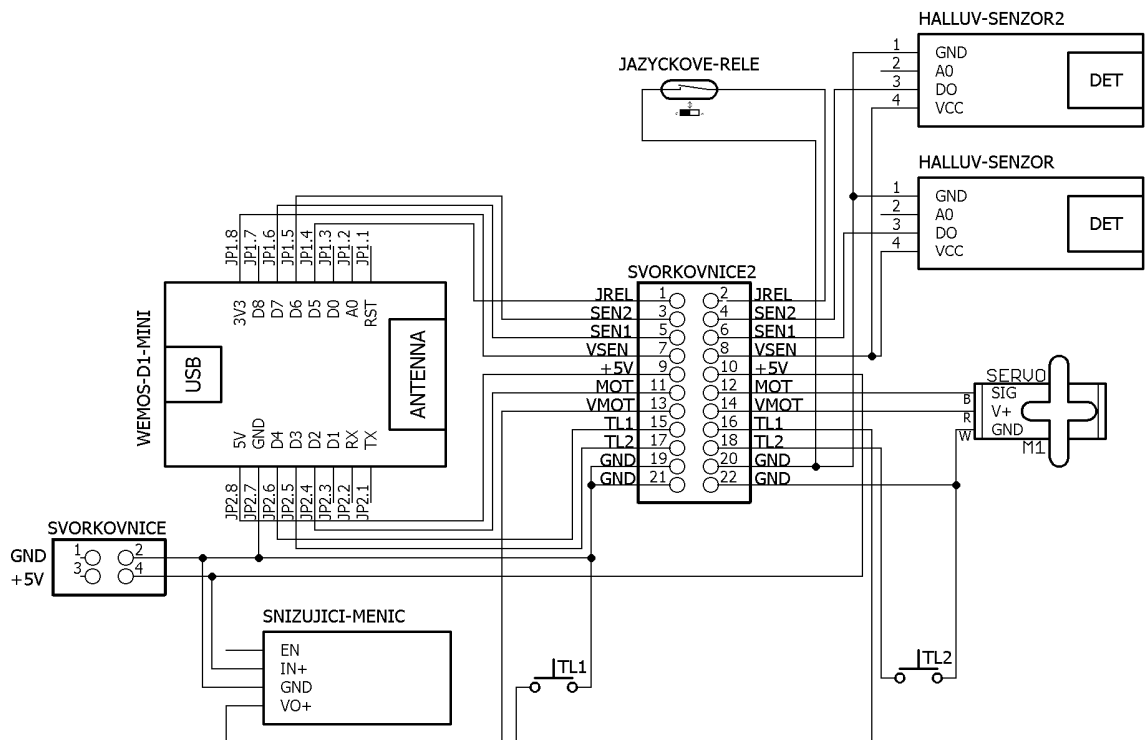 HALLUV-SENZOR2
1 GND
2 A0
3 DO
4 VCC
DET
JAZYCKOVE-RELE
HALLUV-SENZOR
1 GND
2 A0
3 DO
4 VCC
DET
JP1.8 JP1.7 JP1.6 JP1.5 JP1.4 JP1.3 JP1.2 JP1.1
3V3 D8 D7 D6 D5 D0 A0 RST
WEMOS-D1-MINI
USB
ANTENNA
5V GND D4 D3 D2 D1 RX TX
JP2.8 JP2.7 JP2.6 JP2.5 JP2.4 JP2.3 JP2.2 JP2.1
SVORKOVNICE2
JREL 1 2 JREL
SEN2 3 4 SEN2
SEN1 5 6 SEN1
VSEN 7 8 VSEN
+5V 9 10 +5V
MOT 11 12 MOT
VMOT 13 14 VMOT
TL1 15 16 TL1
TL2 17 18 TL2
GND 19 20 GND
GND 21 22 GND
SERVO
B SIG
R V+
W GND
M1
SVORKOVNICE
GND 1 2
+5V 3 4
SNIZUJICI-MENIC
EN
IN+
GND
VO+
TL1
TL2